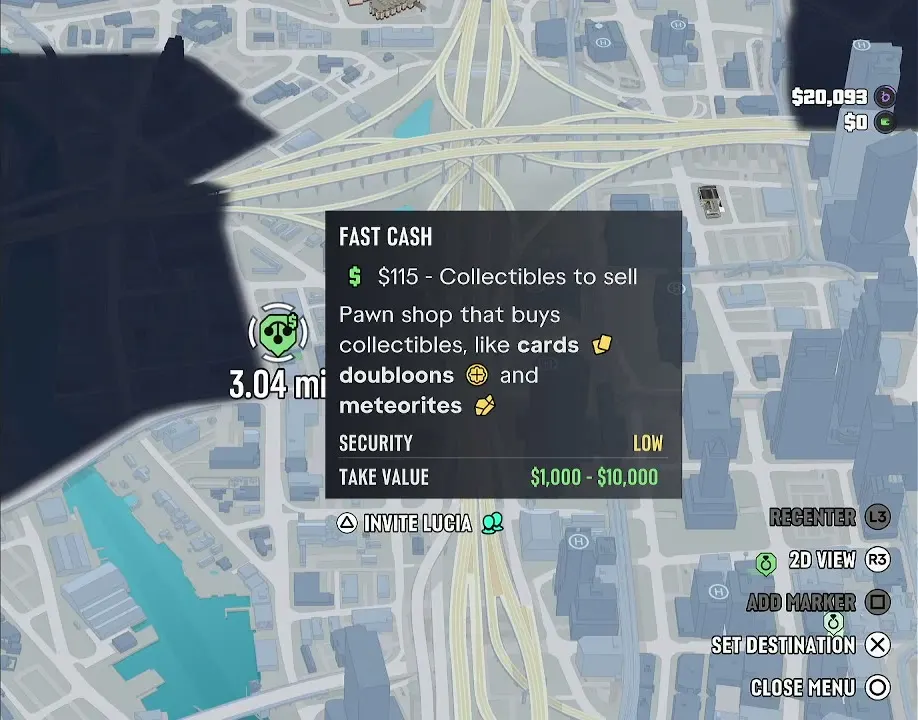 $20,093
$0
FAST CASH
$ $115 - Collectibles to sell
Pawn shop that buys
collectibles, like cards
doubloons and
meteorites
SECURITY LOW
TAKE VALUE $1,000 - $10,000
$
3.04 mi
△ INVITE LUCIA
RECENTER L3
2D VIEW R3
ADD MARKER
SET DESTINATION
CLOSE MENU
H
H
H
H
H